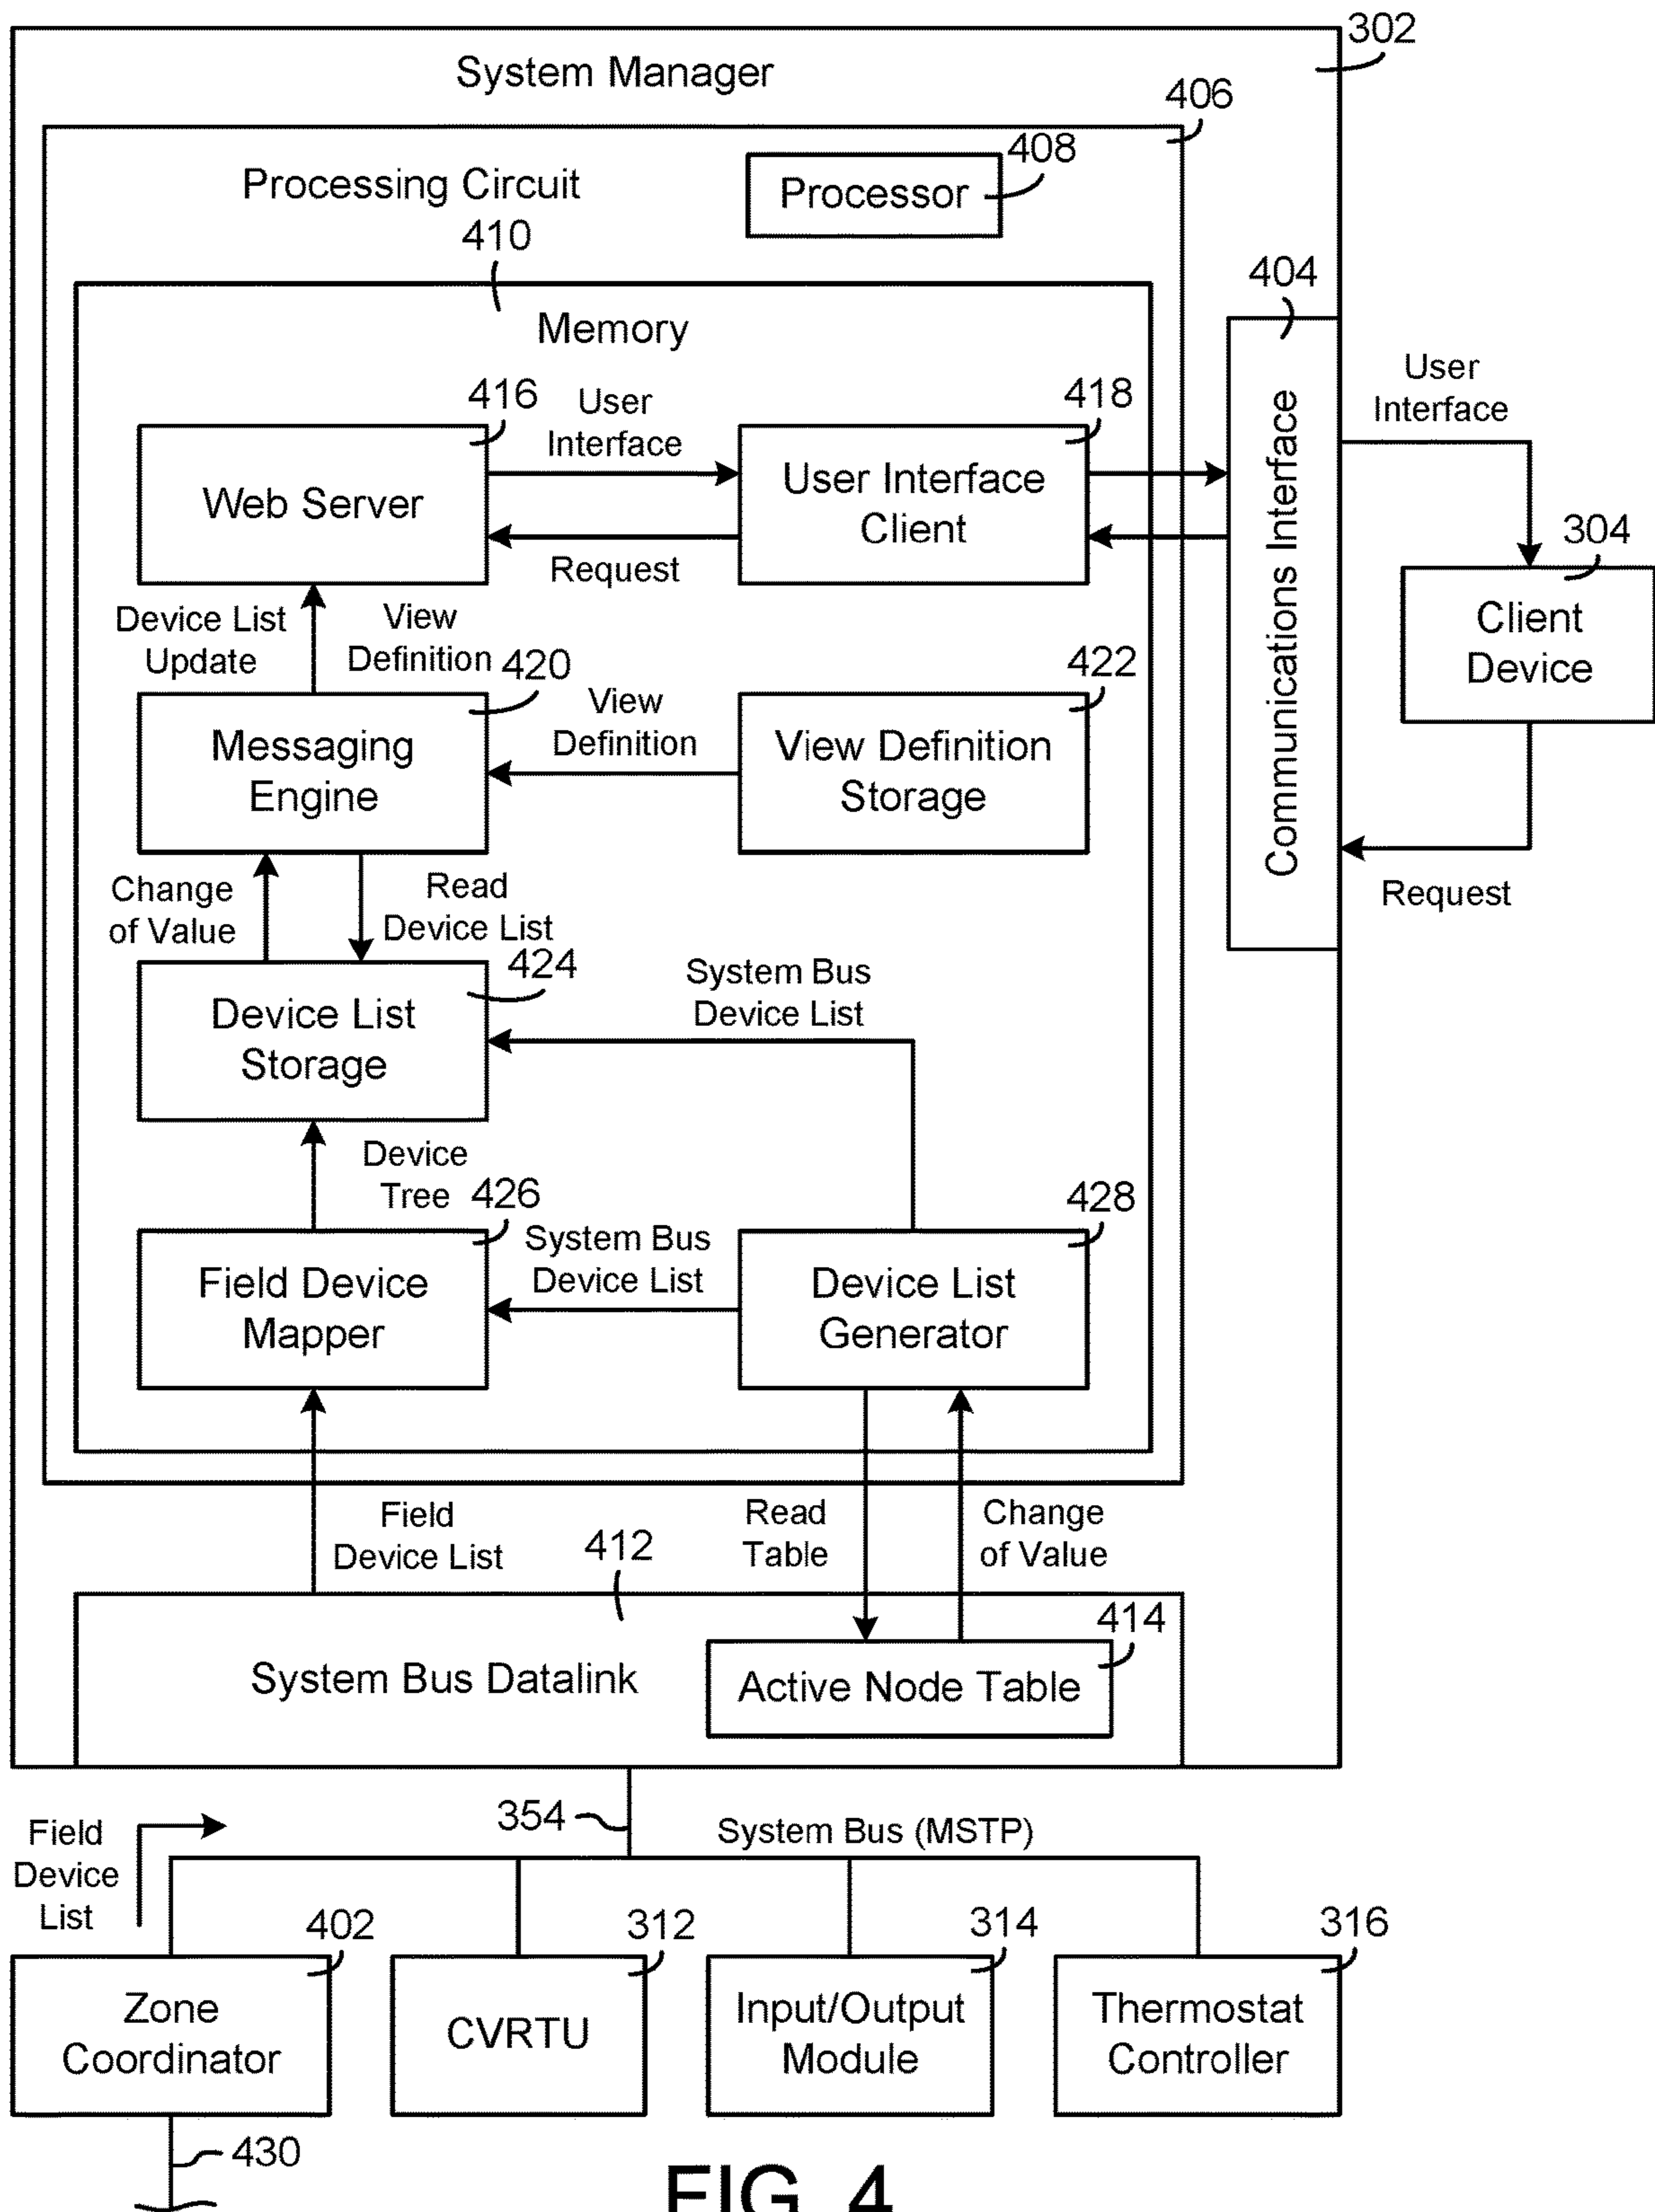 302
System Manager
406
408
Processing Circuit
Processor
410
404
Memory
416
User
Interface
418
User
Interface
Web Server
User Interface
Client
Communications Interface
304
Request
Client
Device
Device List
Update
View
Definition
420
422
View
Definition
Messaging
Engine
View Definition
Storage
Change
of Value
Read
Device List
Request
424
System Bus
Device List
Device List
Storage
Device
Tree
426
428
System Bus
Device List
Field Device
Mapper
Device List
Generator
Field
Device List
412
Read
Table
Change
of Value
414
System Bus Datalink
Active Node Table
354
System Bus (MSTP)
Field
Device
List
402
312
314
316
Zone
Coordinator
CVRTU
Input/Output
Module
Thermostat
Controller
430
FIG. 4